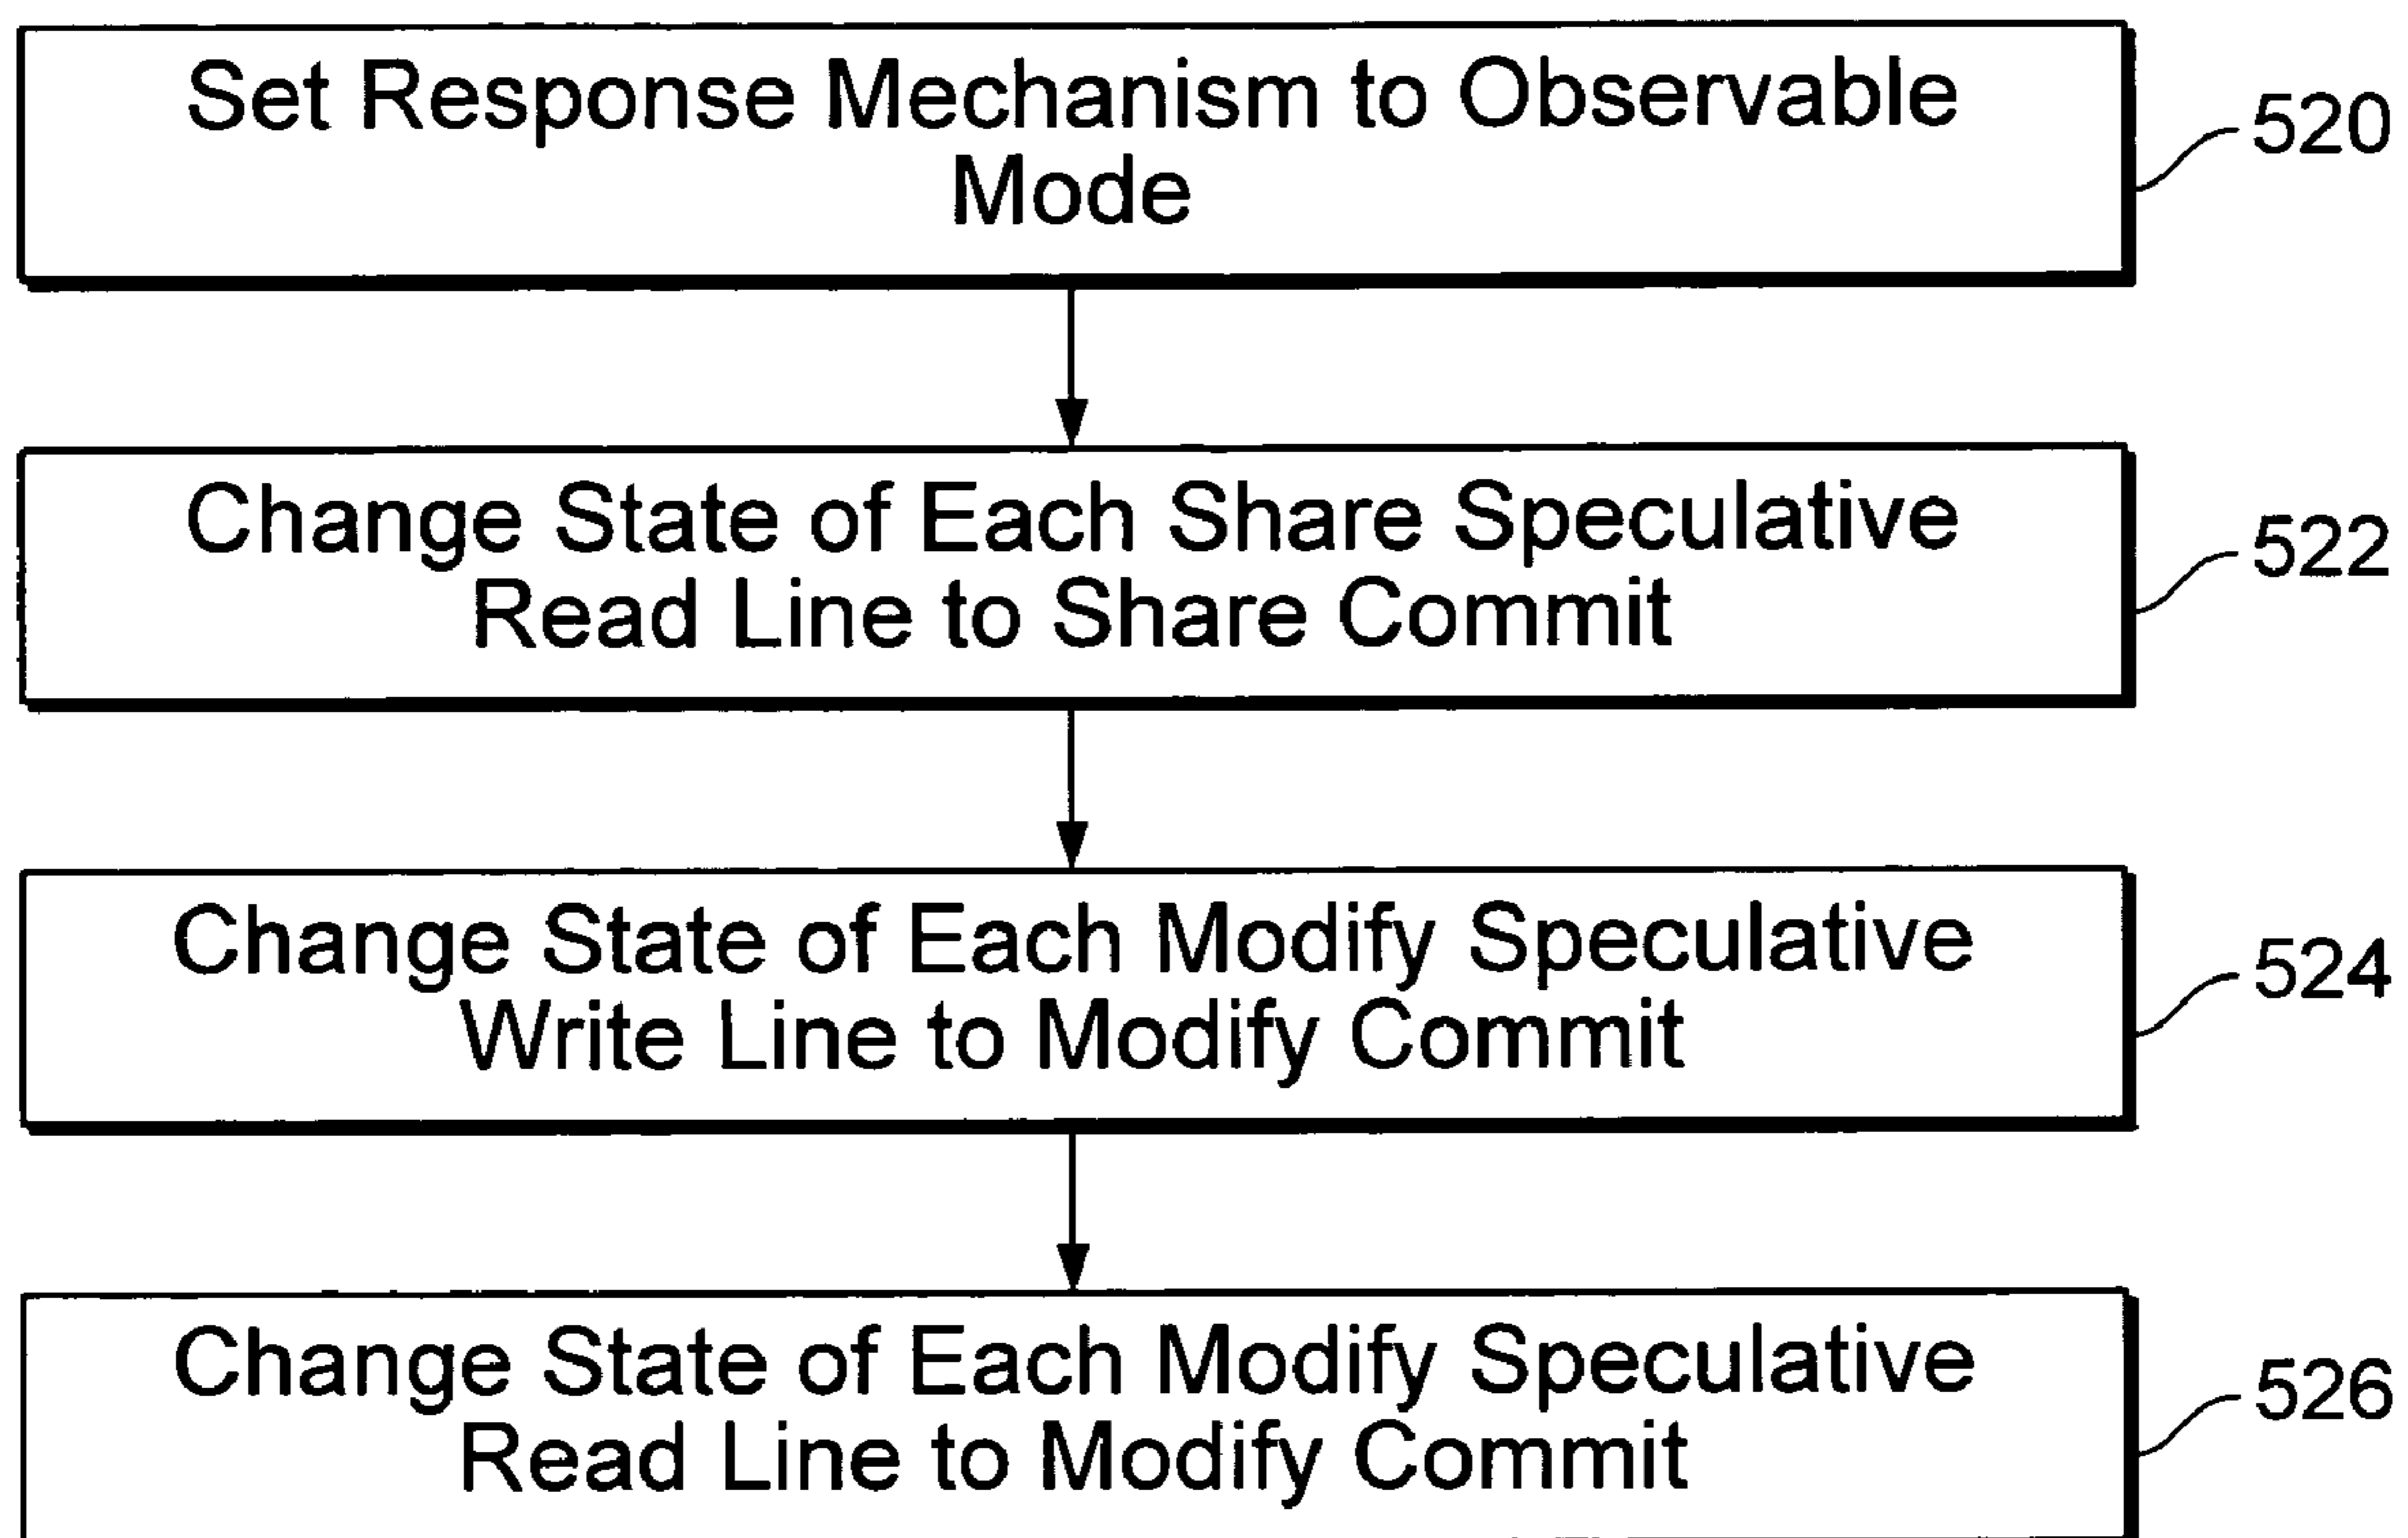 Set Response Mechanism to Observable
Mode
520
Change State of Each Share Speculative
Read Line to Share Commit
522
Change State of Each Modify Speculative
Write Line to Modify Commit
524
Change State of Each Modify Speculative
Read Line to Modify Commit
526